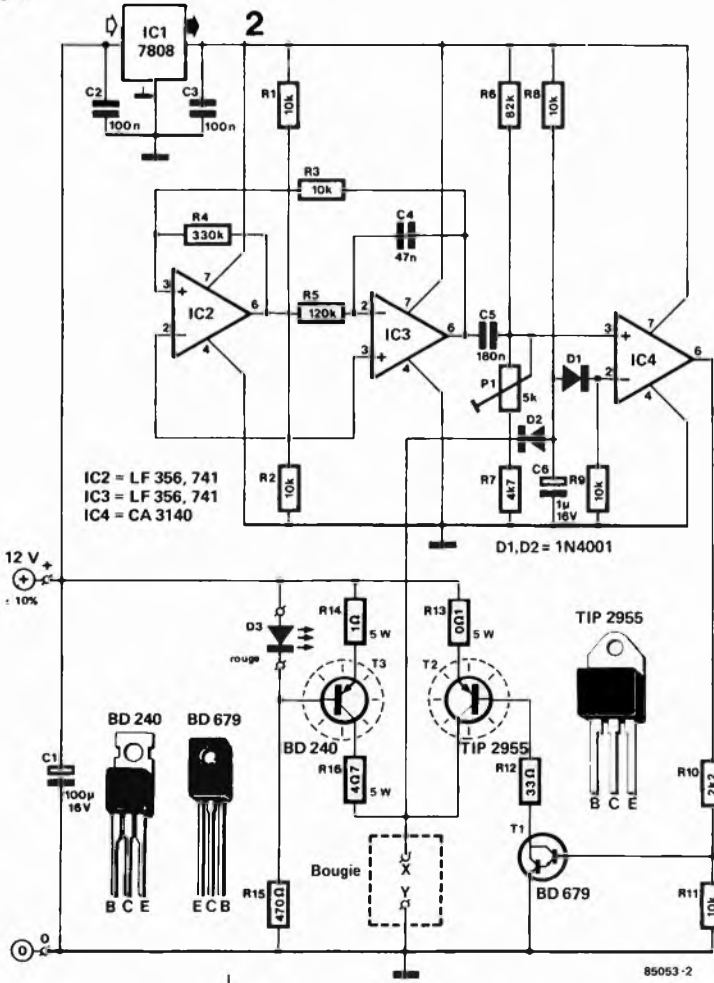 2
IC1
7808
C2
100n
C3
100n
R1
10k
R6
82k
R8
10k
R3
10k
R4
330k
C4
47n
3
+
2
−
7
4
6
IC2
R5
120k
2
−
3
+
7
4
6
IC3
C5
180n
P1
5k
D1
D2
3
+
2
−
7
4
6
IC4
R2
10k
R7
4k7
C6
1µ
16V
R9
10k
IC2 = LF 356, 741
IC3 = LF 356, 741
IC4 = CA 3140
D1,D2 = 1N4001
12 V
+
± 10%
D3
rouge
R14
1Ω
5 W
R13
0Ω1
5 W
T3
BD 240
T2
TIP 2955
TIP 2955
B C E
BD 240
B C E
BD 679
E C B
C1
100µ
16V
R16
4Ω7
5 W
R12
33Ω
R10
2k2
T1
BD 679
R15
470Ω
Bougie
X
Y
R11
10k
0
0
85053-2